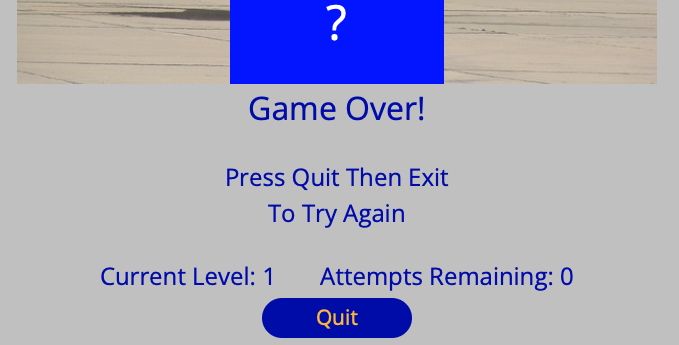 ?
Game Over!
Press Quit Then Exit
To Try Again
Current Level: 1 Attempts Remaining: 0
Quit